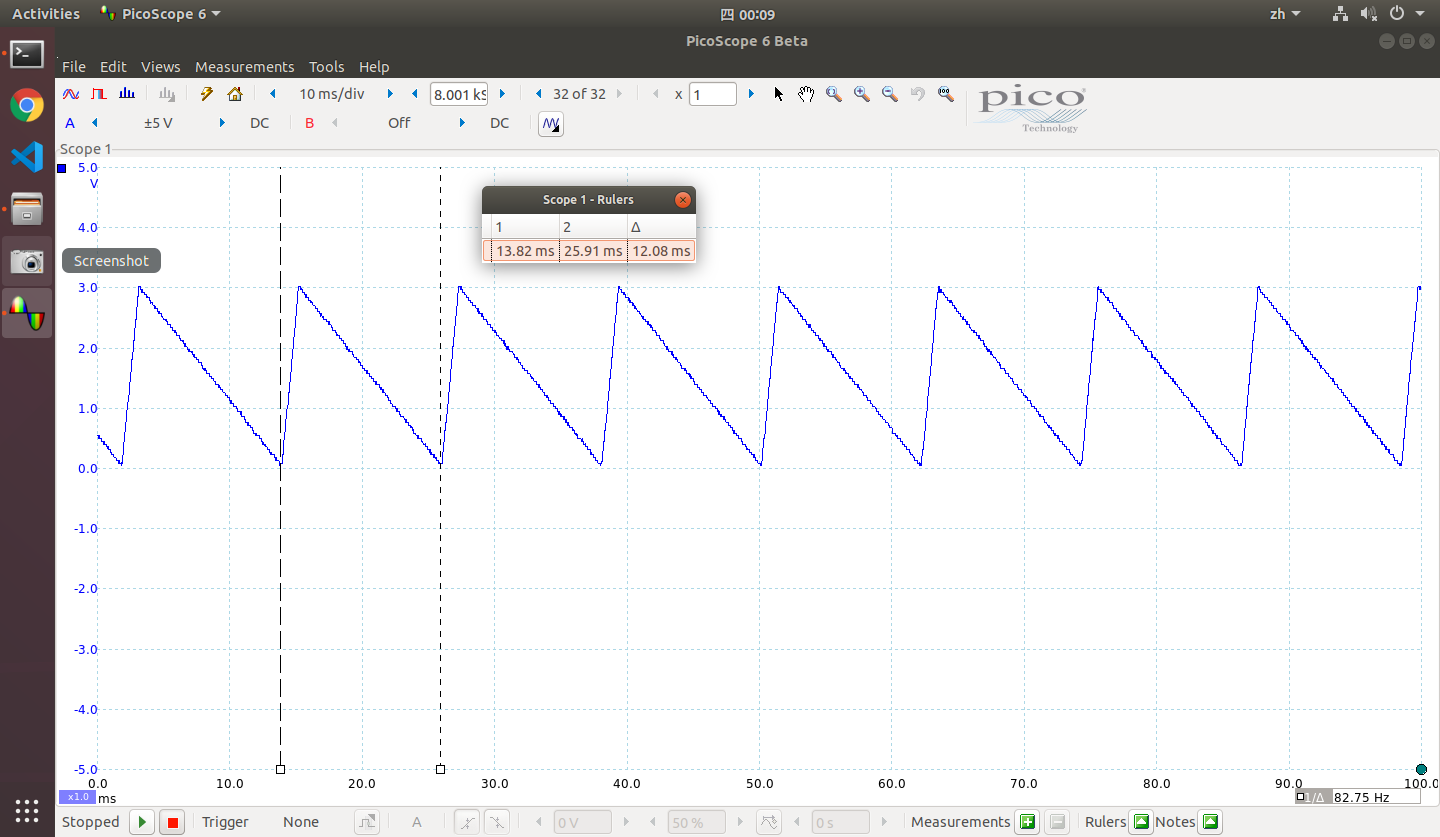 Activities PicoScope 6 四 00:09 zh
PicoScope 6 Beta
File Edit Views Measurements Tools Help
10 ms/div 8.001 kS 32 of 32 x 1
pico
Technology
A ±5 V DC B Off DC
Scope 1
5.0
V
Scope 1 - Rulers
1 2 Δ
13.82 ms 25.91 ms 12.08 ms
4.0
Screenshot
3.0
2.0
1.0
0.0
-1.0
-2.0
-3.0
-4.0
-5.0
0.0 10.0 20.0 30.0 40.0 50.0 60.0 70.0 80.0 90.0 100.0
x1.0 ms 1/Δ 82.75 Hz
Stopped Trigger None A 0 V 50 % 0 s Measurements Rulers Notes